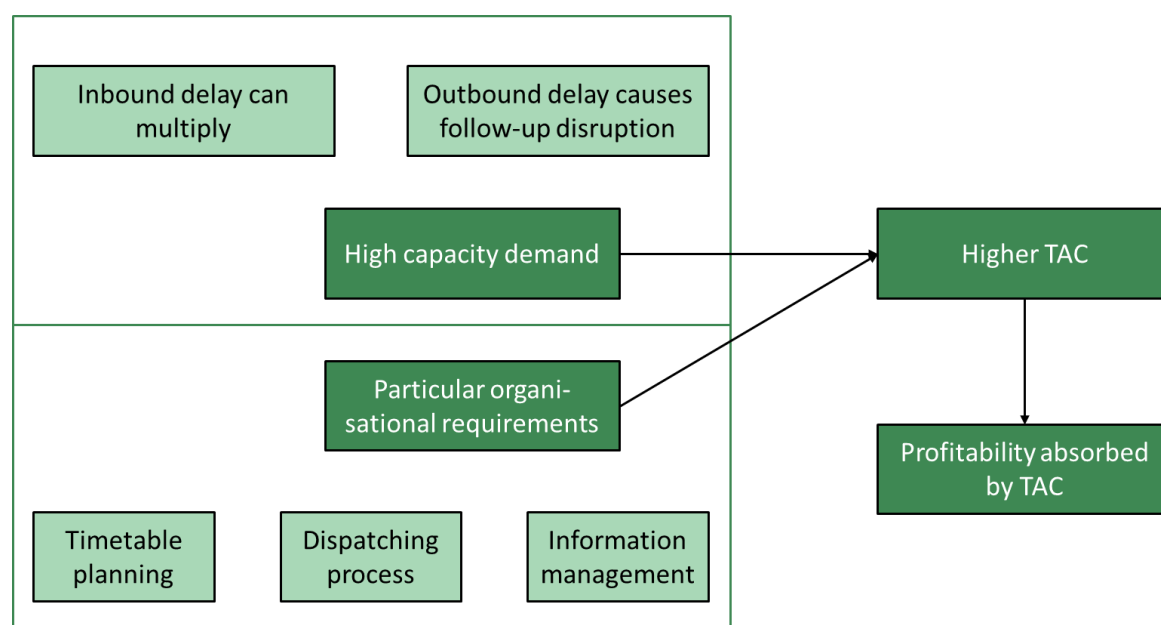 Inbound delay can
multiply
Outbound delay causes
follow-up disruption
High capacity demand
Higher TAC
Particular organi-
sational requirements
Profitability absorbed
by TAC
Timetable
planning
Dispatching
process
Information
management